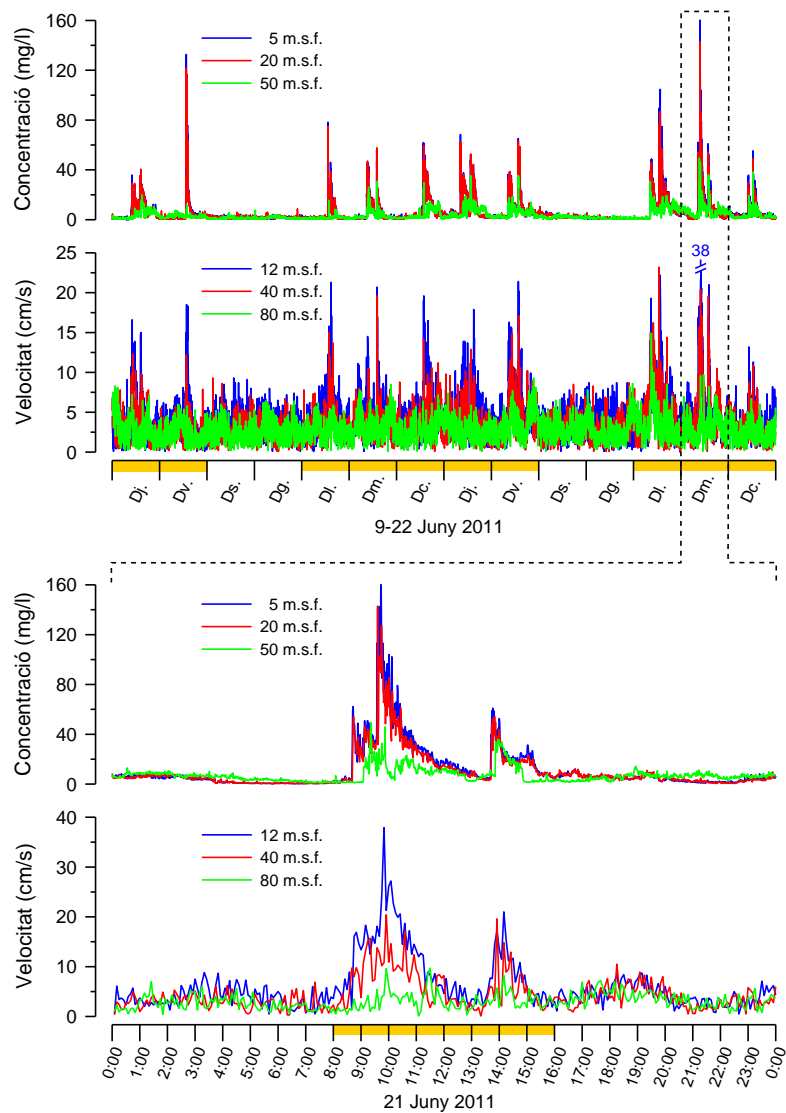 Concentració (mg/l)
160
120
80
40
0
5 m.s.f.
20 m.s.f.
50 m.s.f.
Velocitat (cm/s)
25
20
15
10
5
0
12 m.s.f.
40 m.s.f.
80 m.s.f.
38
Dj. Dv. Ds. Dg. Dl. Dm. Dc. Dj. Dv. Ds. Dg. Dl. Dm. Dc.
9-22 Juny 2011
Concentració (mg/l)
160
120
80
40
0
5 m.s.f.
20 m.s.f.
50 m.s.f.
Velocitat (cm/s)
40
30
20
10
0
12 m.s.f.
40 m.s.f.
80 m.s.f.
0:00 1:00 2:00 3:00 4:00 5:00 6:00 7:00 8:00 9:00 10:00 11:00 12:00 13:00 14:00 15:00 16:00 17:00 18:00 19:00 20:00 21:00 22:00 23:00 0:00
21 Juny 2011